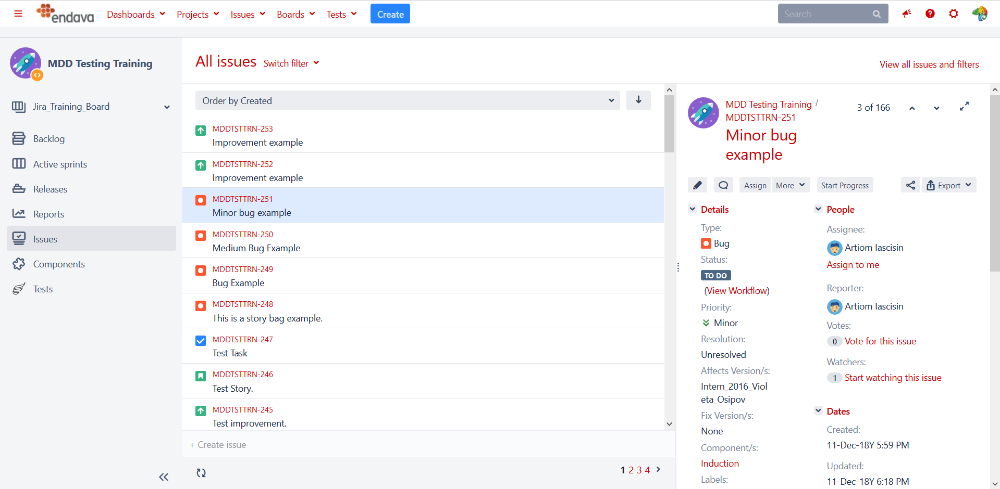 endava
Dashboards Projects Issues Boards Tests Create Search
MDD Testing Training
Jira_Training_Board
Backlog
Active sprints
Releases
Reports
Issues
Components
Tests
All issues Switch filter
View all issues and filters
Order by Created
MDDTSTTRN-253
Improvement example
MDDTSTTRN-252
Improvement example
MDDTSTTRN-251
Minor bug example
MDDTSTTRN-250
Medium Bug Example
MDDTSTTRN-249
Bug Example
MDDTSTTRN-248
This is a story bag example.
MDDTSTTRN-247
Test Task
MDDTSTTRN-246
Test Story.
MDDTSTTRN-245
Test improvement.
+ Create issue
1 2 3 4
MDD Testing Training /
MDDTSTTRN-251
3 of 166
Minor bug
example
Assign More Start Progress Export
Details
Type:
Bug
Status:
TO DO
(View Workflow)
Priority:
Minor
Resolution:
Unresolved
Affects Version/s:
Intern_2016_Viol
eta_Osipov
Fix Version/s:
None
Component/s:
Induction
Labels:
People
Assignee:
Artiom Iascisin
Assign to me
Reporter:
Artiom Iascisin
Votes:
0 Vote for this issue
Watchers:
1 Start watching this issue
Dates
Created:
11-Dec-18Y 5:59 PM
Updated:
11-Dec-18Y 6:18 PM